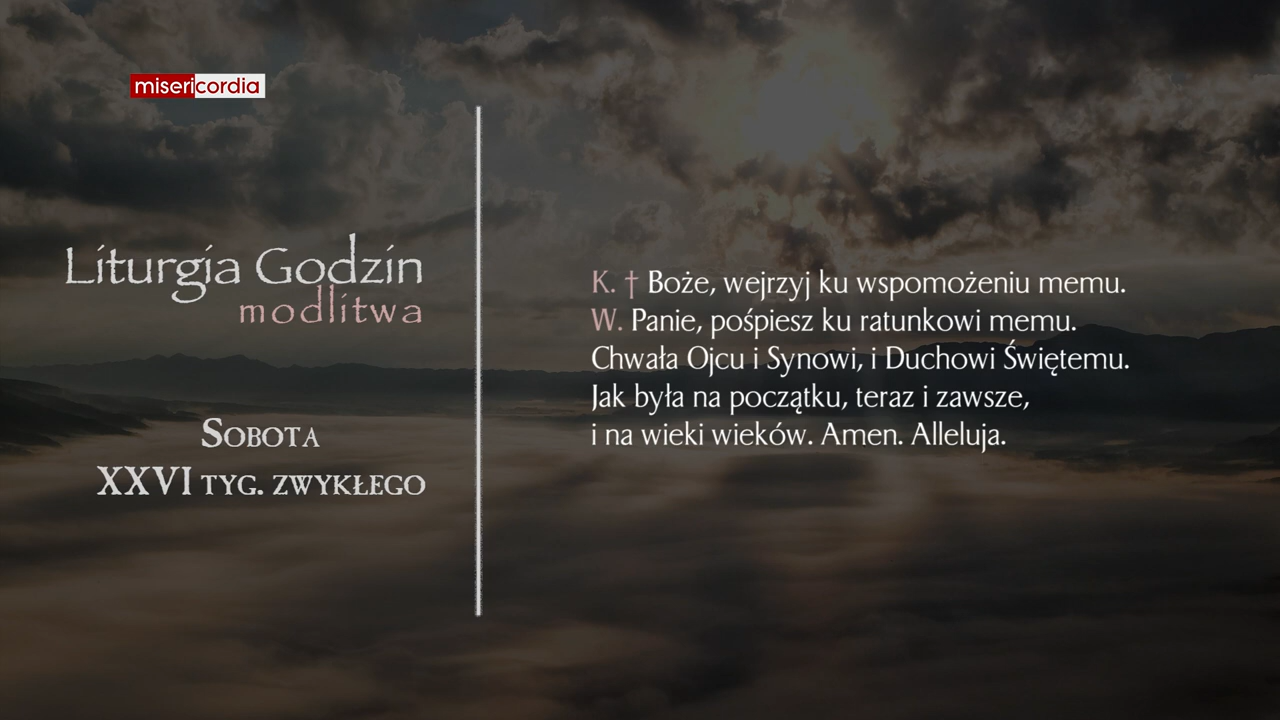 misericordia
Liturgia Godzin
modlitwa
SOBOTA
XXVI TYG. ZWYKŁEGO
K. † Boże, wejrzyj ku wspomożeniu memu.
W. Panie, pośpiesz ku ratunkowi memu.
Chwała Ojcu i Synowi, i Duchowi Świętemu.
Jak była na początku, teraz i zawsze,
i na wieki wieków. Amen. Alleluja.